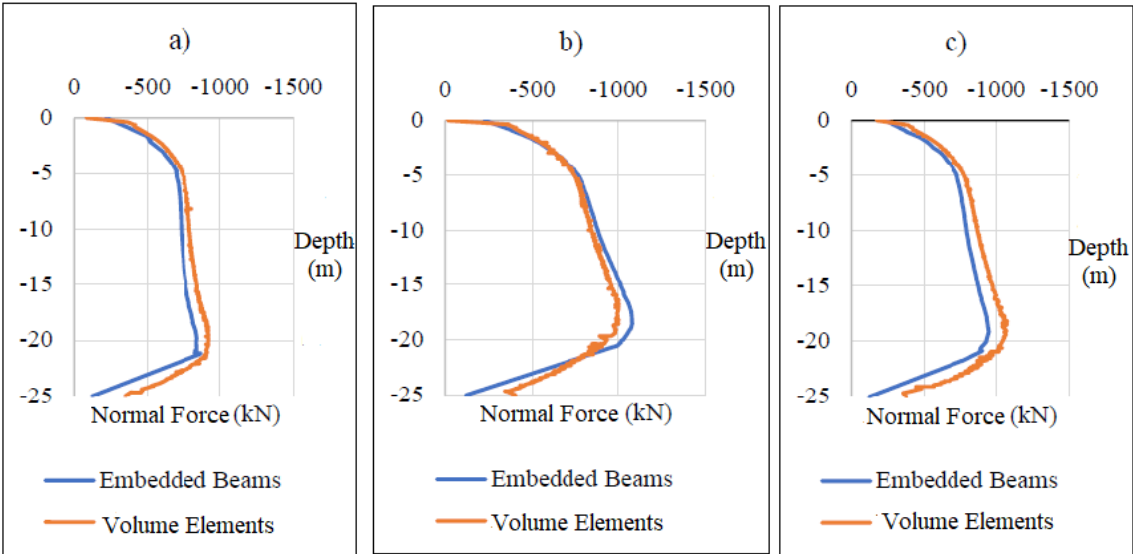 a)
0 -500 -1000 -1500
0
-5
-10
-15
-20
-25
Depth
(m)
Normal Force (kN)
Embedded Beams
Volume Elements
b)
0 -500 -1000 -1500
0
-5
-10
-15
-20
-25
Depth
(m)
Normal Force (kN)
Embedded Beams
Volume Elements
c)
0 -500 -1000 -1500
0
-5
-10
-15
-20
-25
Depth
(m)
Normal Force (kN)
Embedded Beams
Volume Elements